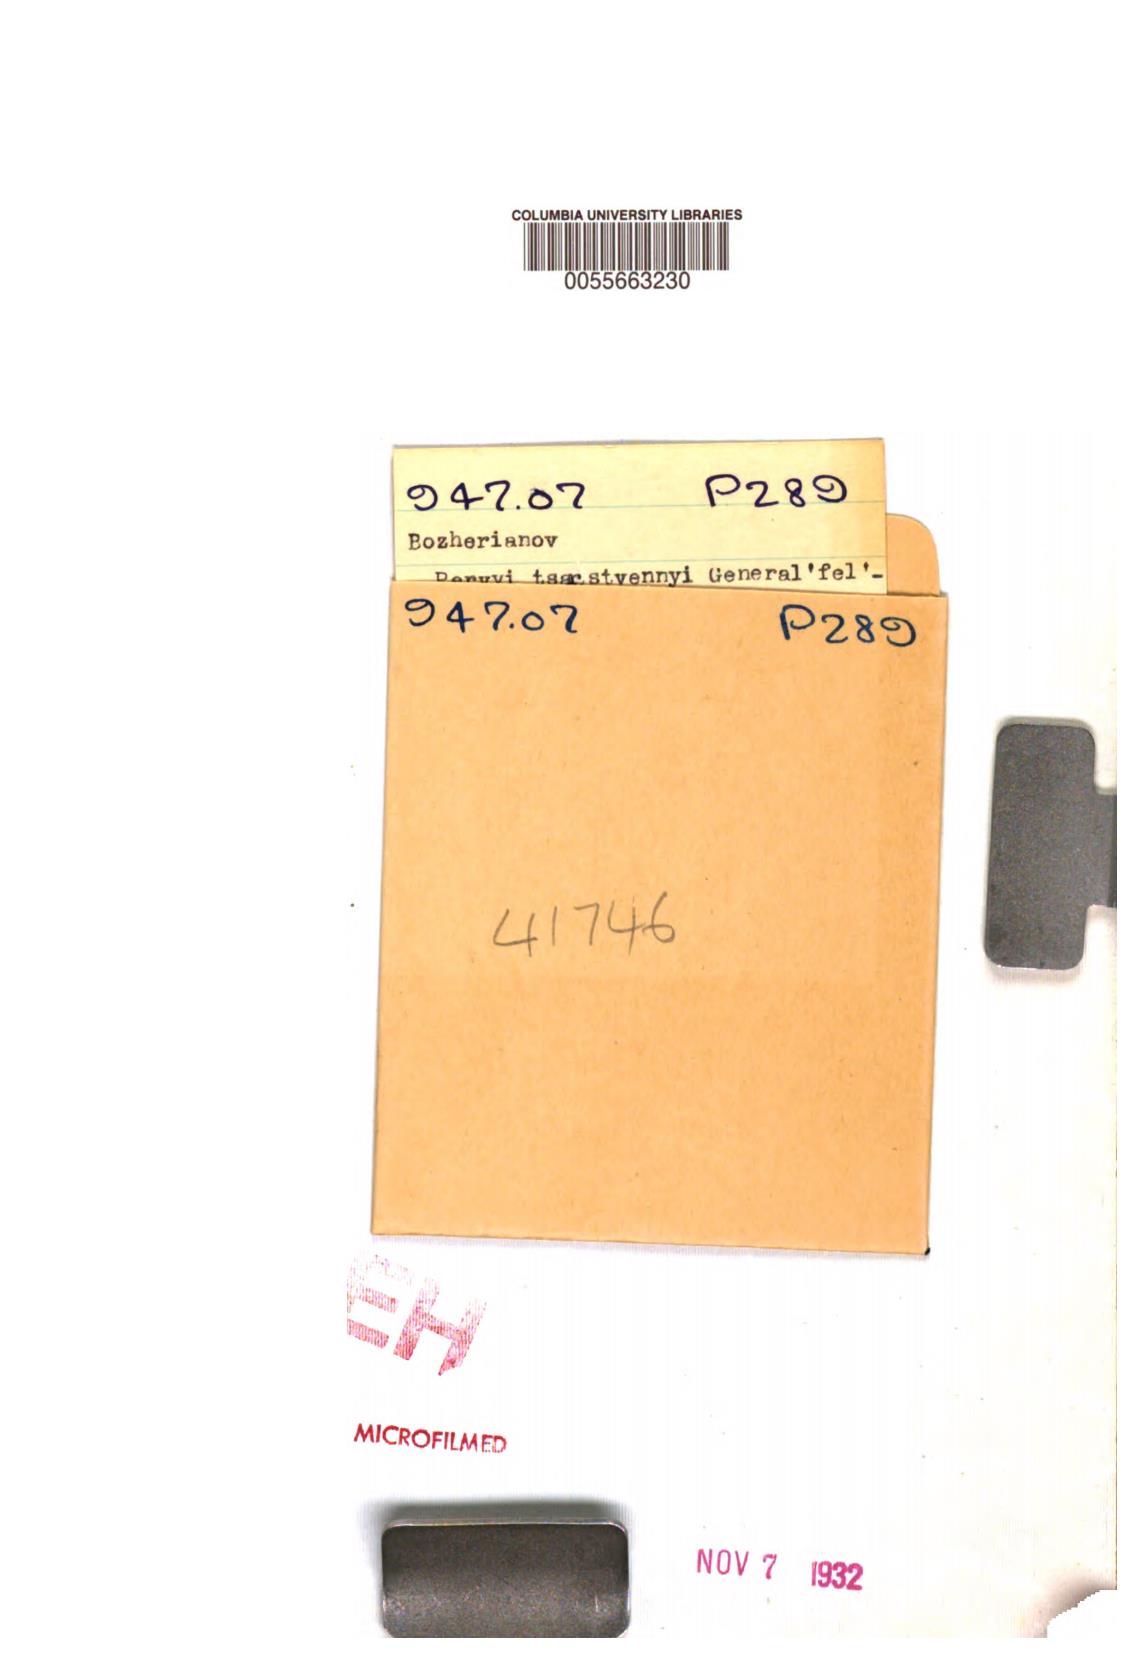 COLUMBIA UNIVERSITY LIBRARIES
0055663230
947.07 P289
Bozherianov
tsarstvennyi General'fel'-
947.07 P289
41746
EH
MICROFILMED
NOV 7 1932